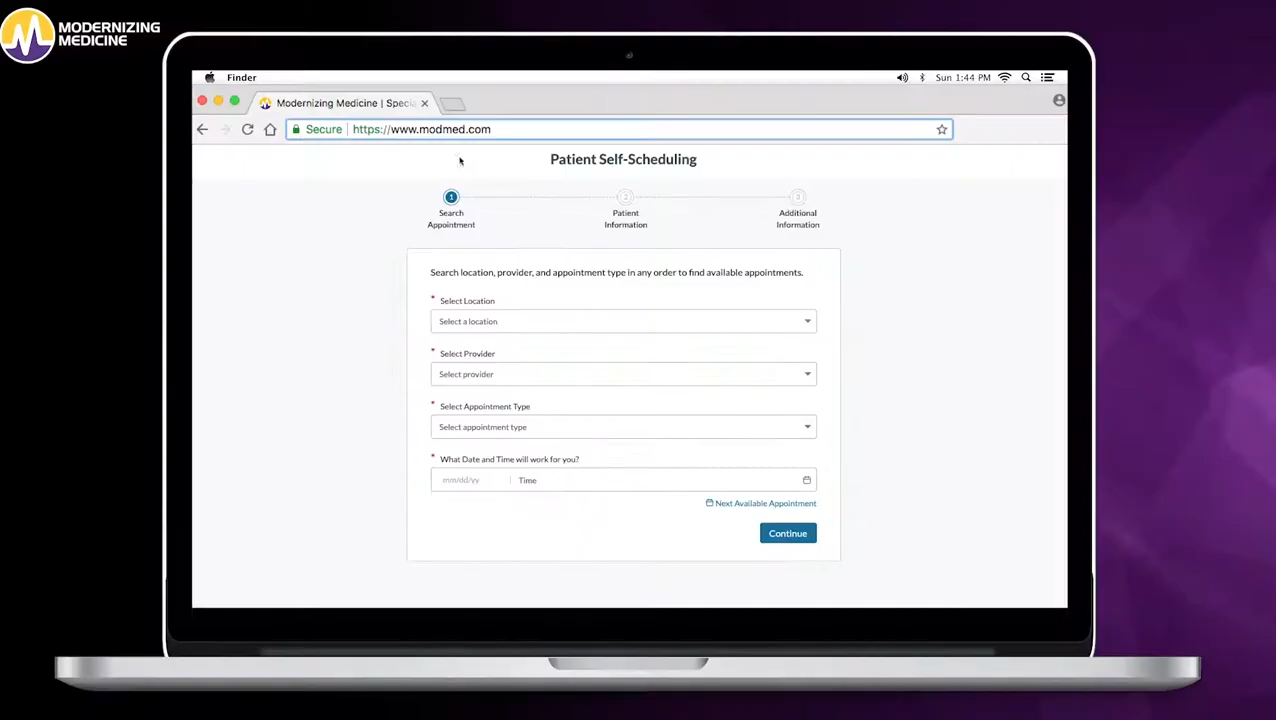 MODERNIZING
MEDICINE
Finder
Sun 1:44 PM
Modernizing Medicine | Specia
Secure
https://www.modmed.com
Patient Self-Scheduling
1
2
3
Search
Appointment
Patient
Information
Additional
Information
Search location, provider, and appointment type in any order to find available appointments.
* Select Location
Select a location
* Select Provider
Select provider
* Select Appointment Type
Select appointment type
* What Date and Time will work for you?
mm/dd/yy | Time
Next Available Appointment
Continue